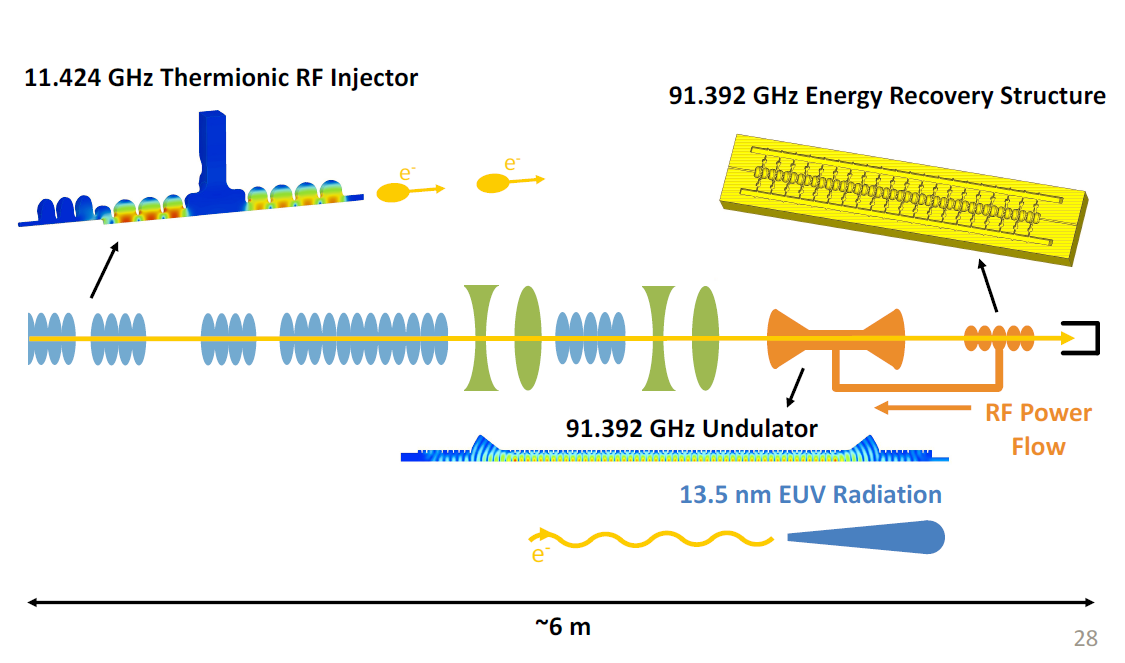 11.424 GHz Thermionic RF Injector
91.392 GHz Energy Recovery Structure
e-
e-
91.392 GHz Undulator
RF Power
Flow
13.5 nm EUV Radiation
e-
~6 m
28